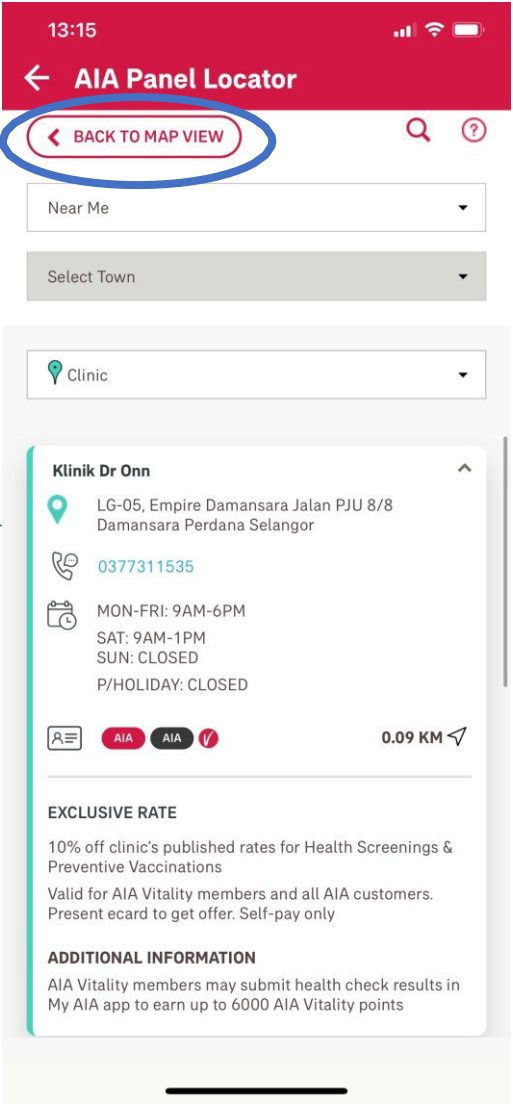 13:15
AIA Panel Locator
BACK TO MAP VIEW
Near Me
Select Town
Clinic
Klinik Dr Onn
LG-05, Empire Damansara Jalan PJU 8/8
Damansara Perdana Selangor
0377311535
MON-FRI: 9AM-6PM
SAT: 9AM-1PM
SUN: CLOSED
P/HOLIDAY: CLOSED
AIA AIA 0.09 KM
EXCLUSIVE RATE
10% off clinic's published rates for Health Screenings &
Preventive Vaccinations
Valid for AIA Vitality members and all AIA customers.
Present ecard to get offer. Self-pay only
ADDITIONAL INFORMATION
AIA Vitality members may submit health check results in
My AIA app to earn up to 6000 AIA Vitality points